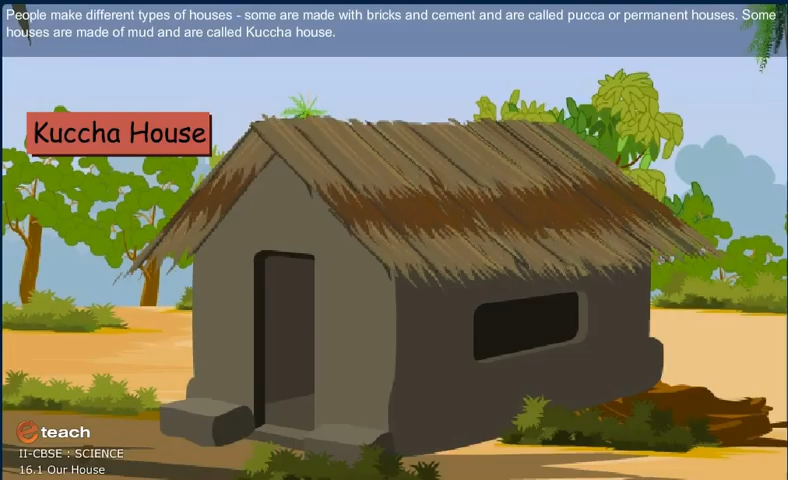 People make different types of houses - some are made with bricks and cement and are called pucca or permanent houses. Some
houses are made of mud and are called Kuccha house.
Kuccha House
e teach
II-CBSE : SCIENCE
16.1 Our House